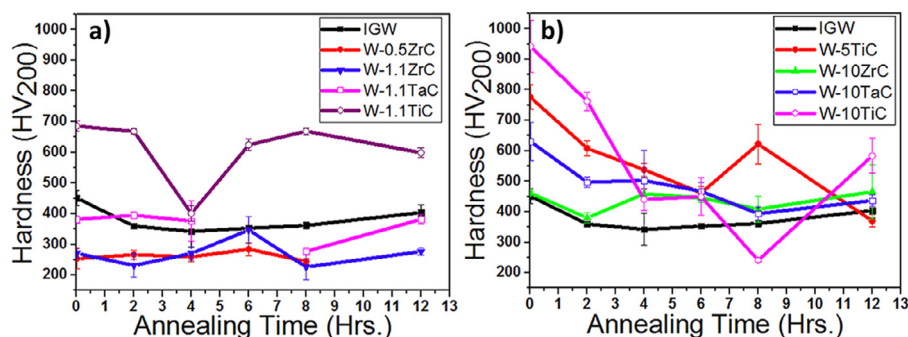 a)
IGW
W-0.5ZrC
W-1.1ZrC
W-1.1TaC
W-1.1TiC
Hardness (HV200)
1000
900
800
700
600
500
400
300
200
0 1 2 3 4 5 6 7 8 9 10 11 12 13
Annealing Time (Hrs.)
b)
IGW
W-5TiC
W-10ZrC
W-10TaC
W-10TiC
Hardness (HV200)
1000
900
800
700
600
500
400
300
200
0 1 2 3 4 5 6 7 8 9 10 11 12 13
Annealing Time (Hrs.)